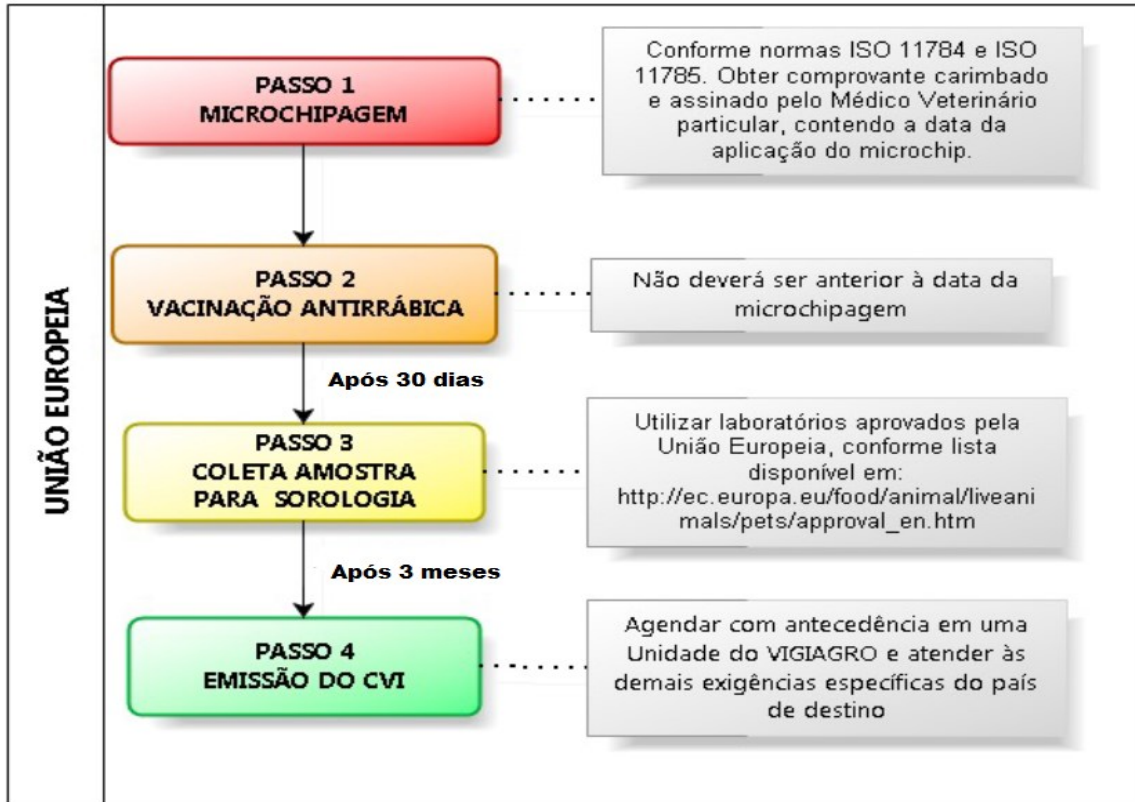 UNIÃO EUROPEIA
PASSO 1
MICROCHIPAGEM
Conforme normas ISO 11784 e ISO
11785. Obter comprovante carimbado
e assinado pelo Médico Veterinário
particular, contendo a data da
aplicação do microchip.
PASSO 2
VACINAÇÃO ANTIRRÁBICA
Não deverá ser anterior à data da
microchipagem
Após 30 dias
PASSO 3
COLETA AMOSTRA
PARA SOROLOGIA
Utilizar laboratórios aprovados pela
União Europeia, conforme lista
disponível em:
http://ec.europa.eu/food/animal/liveani
mals/pets/approval_en.htm
Após 3 meses
PASSO 4
EMISSÃO DO CVI
Agendar com antecedência em uma
Unidade do VIGIAGRO e atender às
demais exigências específicas do país
de destino